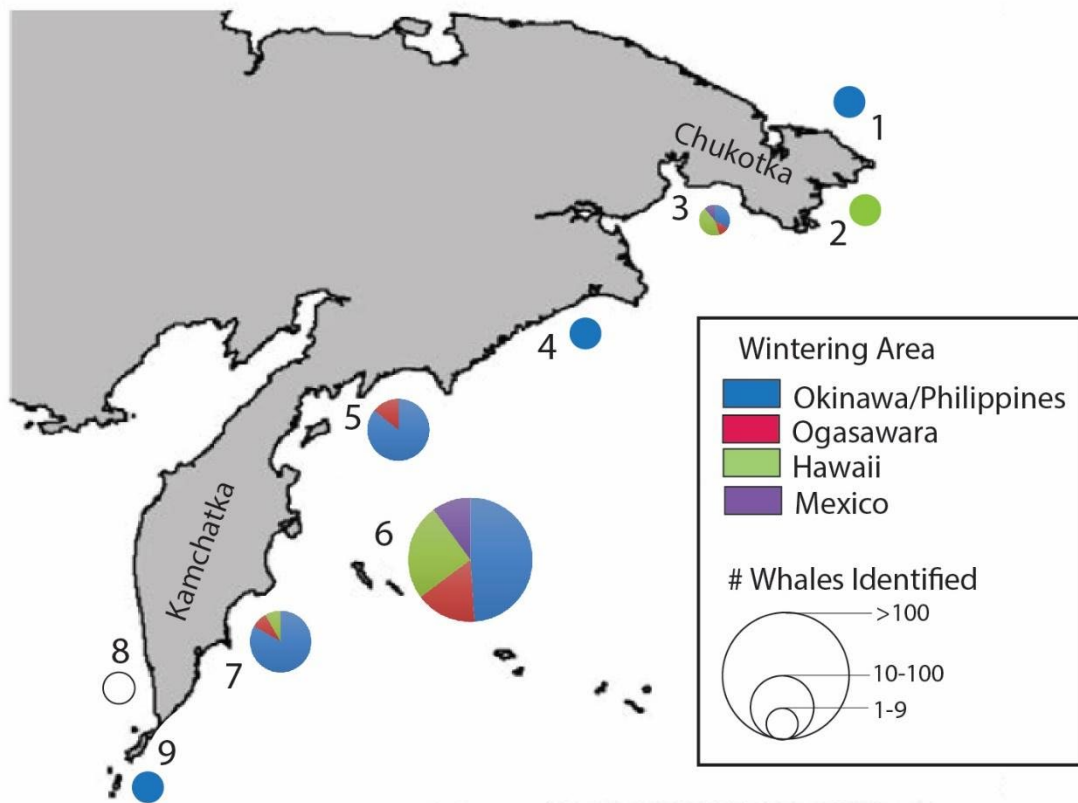 1
Chukotka
2
3
4
5
6
Kamchatka
7
8
9
Wintering Area
Okinawa/Philippines
Ogasawara
Hawaii
Mexico
# Whales Identified
>100
10-100
1-9